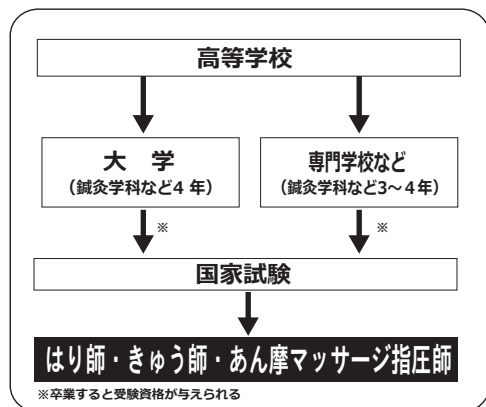 高等学校
大 学
(鍼灸学科など4 年)
専門学校など
(鍼灸学科など3〜4年)
※
※
国家試験
はり師・きゅう師・あん摩マッサージ指圧師
※卒業すると受験資格が与えられる